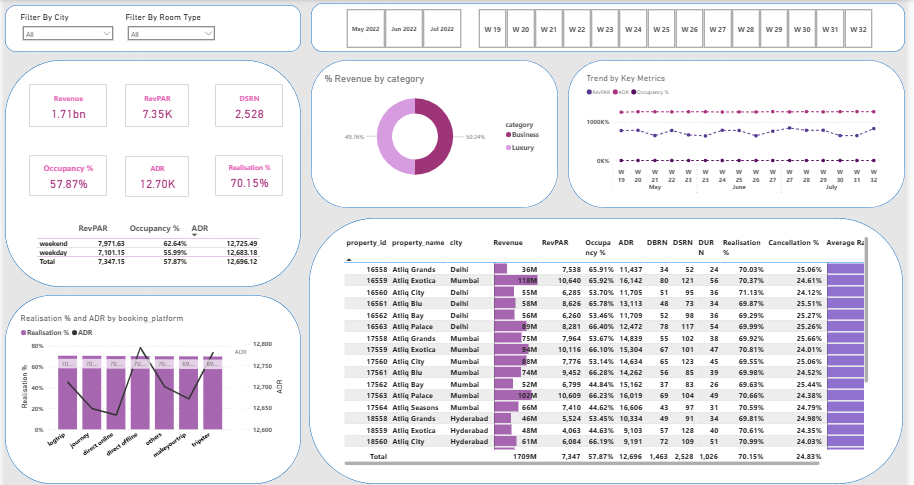 Filter By City
Filter By Room Type
All
All
May 2022 Jun 2022 Jul 2022 W 19 W 20 W 21 W 22 W 23 W 24 W 25 W 26 W 27 W 28 W 29 W 30 W 31 W 32
Revenue
1.71bn
RevPAR
7.35K
DSRN
2,528
Occupancy %
57.87%
ADR
12.70K
Realisation %
70.15%
RevPAR Occupancy % ADR
weekend 7,971.63 62.64% 12,725.49
weekday 7,101.15 55.99% 12,683.18
Total 7,347.15 57.87% 12,696.12
% Revenue by category
49.76%
50.24%
category
Business
Luxury
Trend by Key Metrics
RevPAR ADR Occupancy %
1000K%
0K%
W W W W W W W W W W W W W W
19 20 21 22 23 24 25 26 27 28 29 30 31 32
May June July
Realisation % and ADR by booking_platform
Realisation % ADR
Realisation %
80%
60%
40%
20%
0%
70... 70... 70... 69... 70... 69... 69...
ADR
12,800
12,750
12,700
12,650
12,600
ADR
logtrip journey direct online direct offline others makeyourtrip tripster
property_id property_name city Revenue RevPAR Occupa ncy % ADR DBRN DSRN DUR N Realisation % Cancellation % Average Ra
16558 Atliq Grands Delhi 36M 7,538 65.91% 11,437 34 52 24 70.03% 25.06%
16559 Atliq Exotica Mumbai 118M 10,640 65.92% 16,142 80 121 56 70.37% 24.61%
16560 Atliq City Delhi 55M 6,285 53.70% 11,705 51 95 36 71.13% 24.12%
16561 Atliq Blu Delhi 58M 8,626 65.78% 13,113 48 73 34 69.87% 25.51%
16562 Atliq Bay Delhi 56M 6,260 53.46% 11,709 52 98 36 69.29% 25.27%
16563 Atliq Palace Delhi 89M 8,281 66.40% 12,472 78 117 54 69.99% 25.26%
17558 Atliq Grands Mumbai 75M 7,964 53.67% 14,839 55 102 38 69.92% 25.66%
17559 Atliq Exotica Mumbai 94M 10,116 66.10% 15,304 67 101 47 70.81% 24.01%
17560 Atliq City Mumbai 88M 7,776 53.14% 14,634 65 123 45 69.55% 25.06%
17561 Atliq Blu Mumbai 74M 9,452 66.28% 14,262 56 85 39 69.98% 24.52%
17562 Atliq Bay Mumbai 52M 6,799 44.84% 15,162 37 83 26 69.63% 25.44%
17563 Atliq Palace Mumbai 102M 10,609 66.23% 16,019 69 104 49 70.66% 24.38%
17564 Atliq Seasons Mumbai 66M 7,410 44.62% 16,606 43 97 31 70.59% 24.79%
18558 Atliq Grands Hyderabad 46M 5,524 53.45% 10,334 49 91 34 69.81% 24.98%
18559 Atliq Exotica Hyderabad 48M 4,063 44.63% 9,103 57 128 40 70.61% 24.35%
18560 Atliq City Hyderabad 61M 6,084 66.19% 9,191 72 109 51 70.99% 24.03%
Total 1709M 7,347 57.87% 12,696 1,463 2,528 1,026 70.15% 24.83%